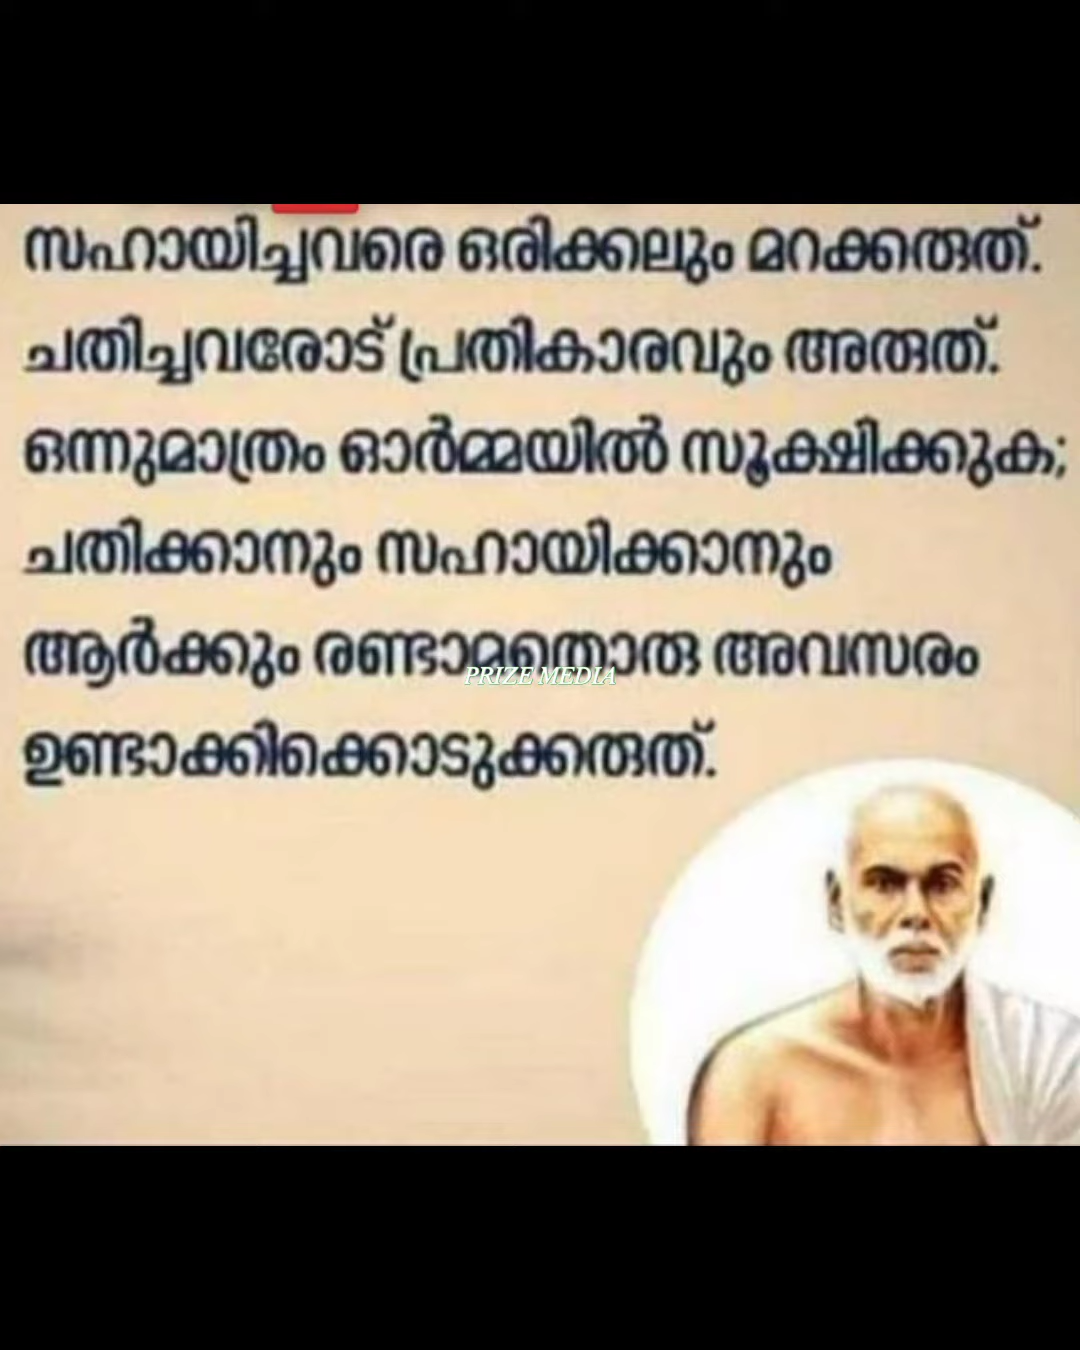 സഹായിച്ചവരെ ഒരിക്കലും മറക്കരുത്.
ചതിച്ചവരോട് പ്രതികാരവും അരുത്.
ഒന്നുമാത്രം ഓർമ്മയിൽ സൂക്ഷിക്കുക;
ചതിക്കാനും സഹായിക്കാനും
ആർക്കും രണ്ടാമതൊരു അവസരം
PRIZE MEDIA
ഉണ്ടാക്കിക്കൊടുക്കരുത്.